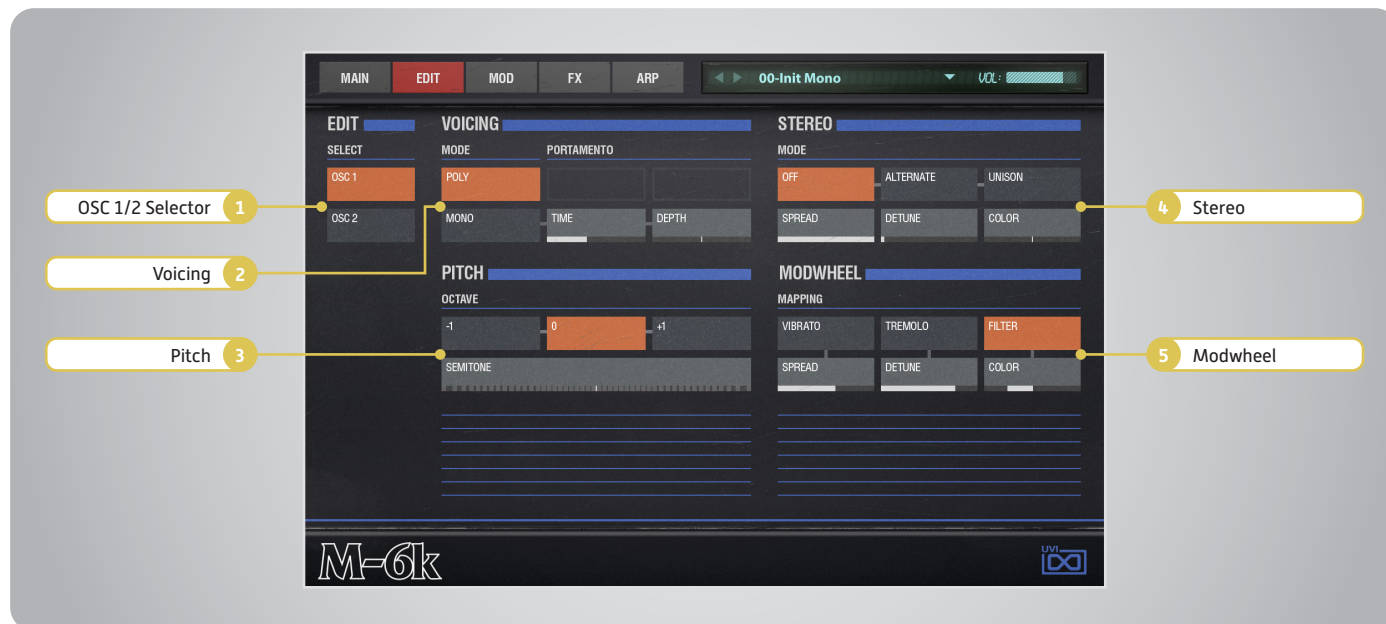 MAIN EDIT MOD FX ARP 00-Init Mono VOL:
EDIT VOICING STEREO
SELECT MODE PORTAMENTO MODE
OSC 1 POLY OFF ALTERNATE UNISON
OSC 1/2 Selector 1 4 Stereo
OSC 2 MONO TIME DEPTH SPREAD DETUNE COLOR
Voicing 2 PITCH MODWHEEL
OCTAVE MAPPING
-1 0 +1 VIBRATO TREMOLO FILTER
Pitch 3 5 Modwheel
SEMITONE SPREAD DETUNE COLOR
M-6k UVI